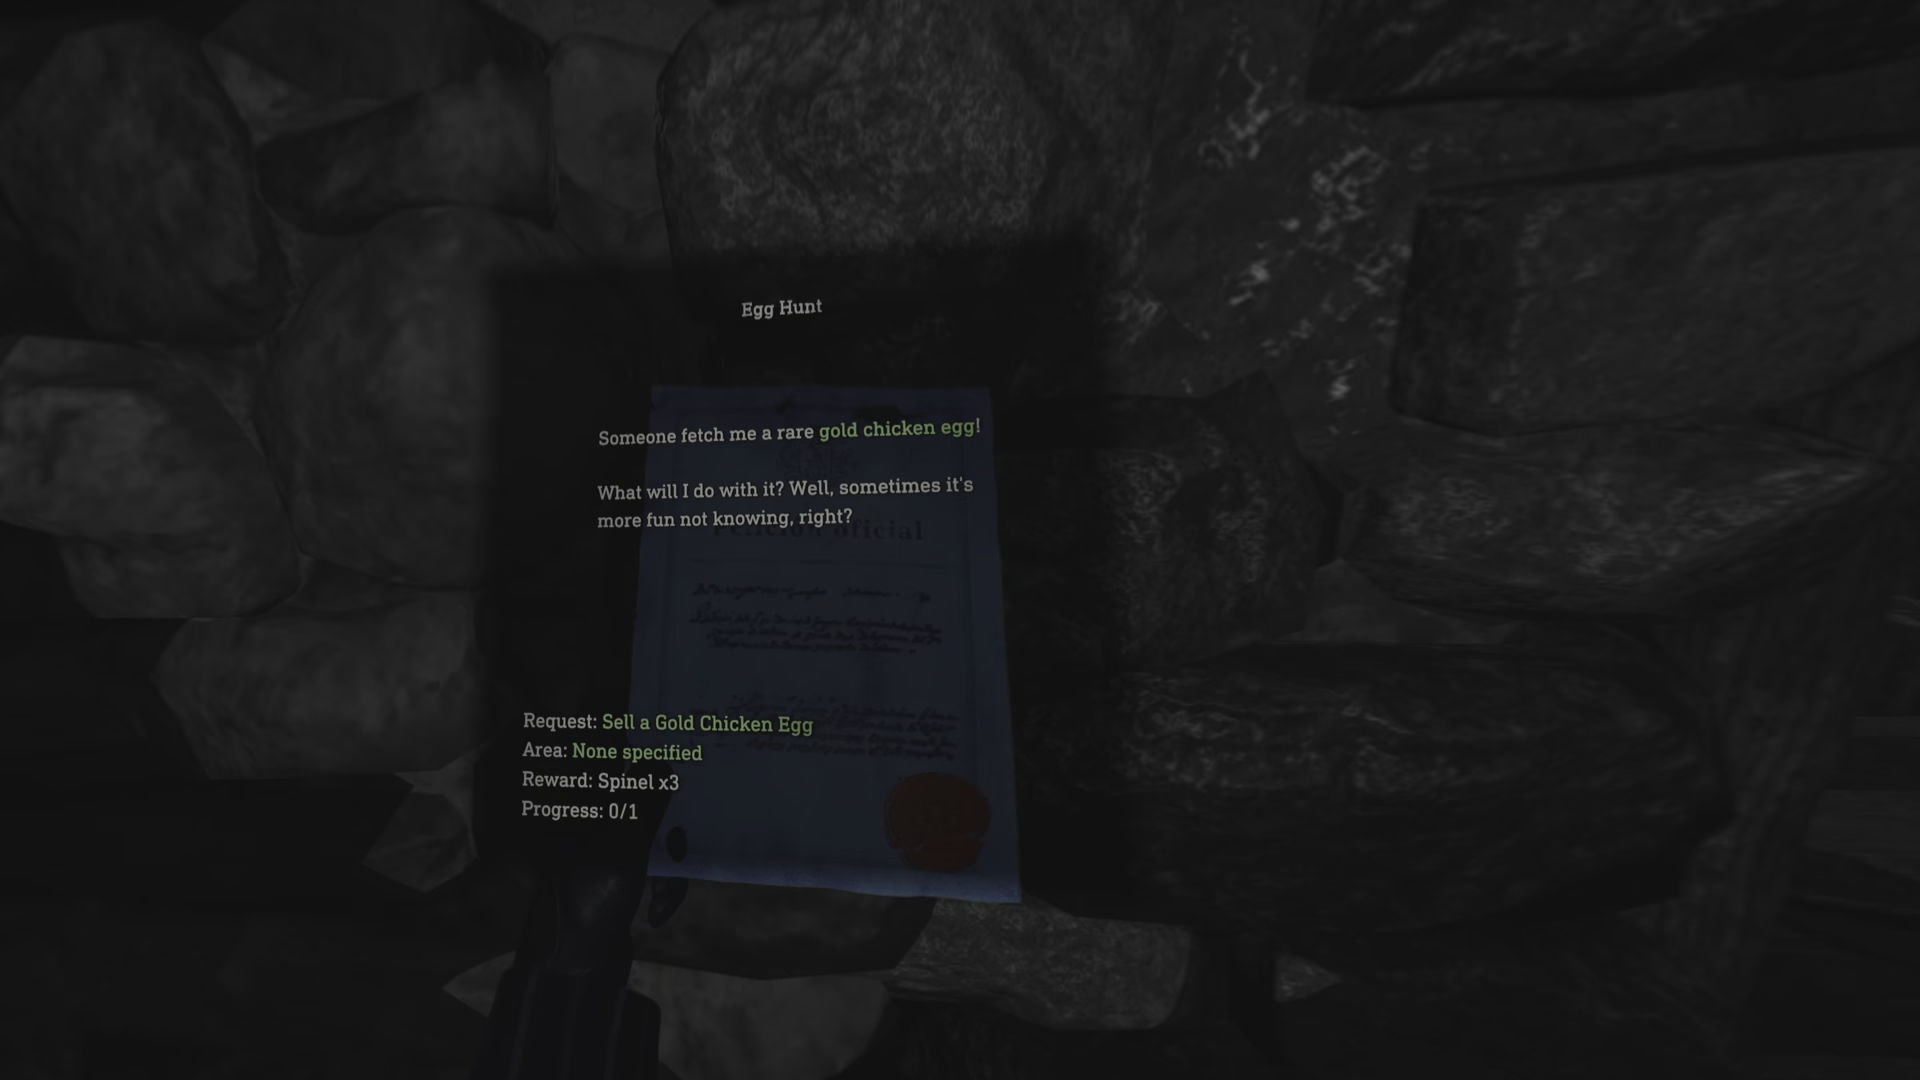 Egg Hunt
Someone fetch me a rare gold chicken egg!
What will I do with it? Well, sometimes it's
more fun not knowing, right?
oficial
Request: Sell a Gold Chicken Egg
Area: None specified
Reward: Spinel x3
Progress: 0/1